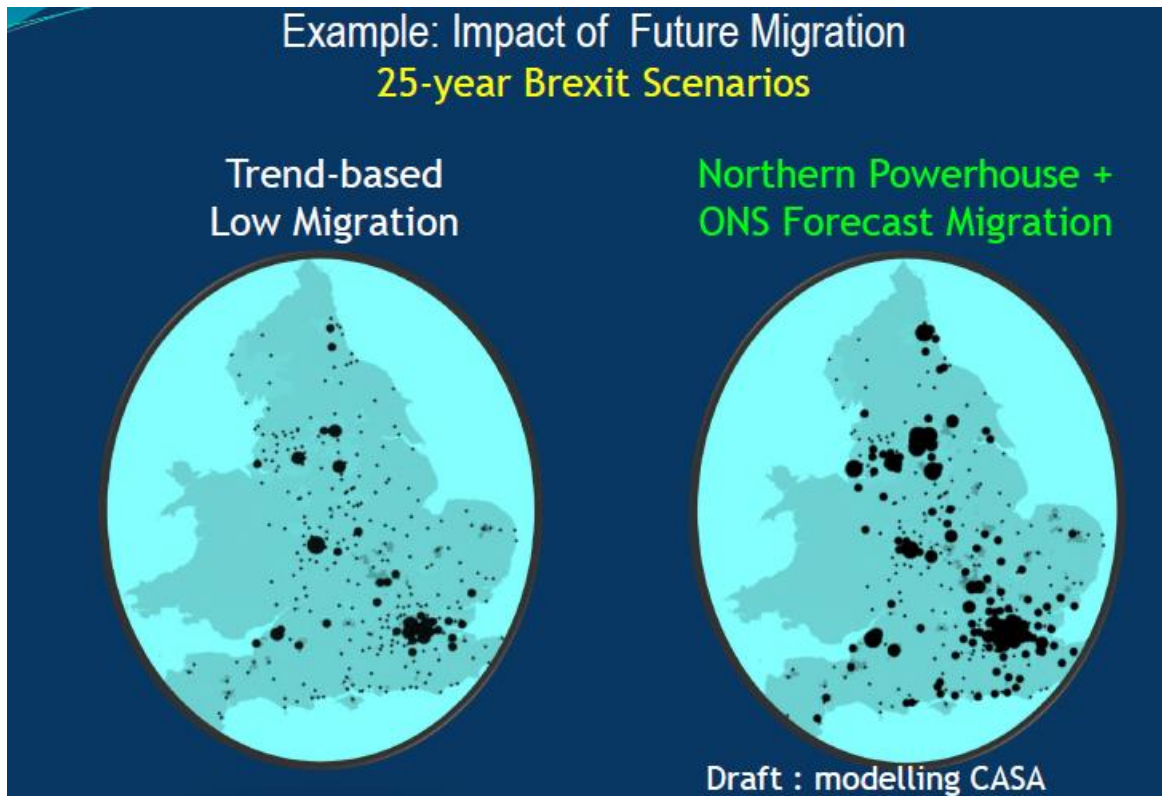 Example: Impact of Future Migration
25-year Brexit Scenarios
Trend-based
Low Migration
Northern Powerhouse +
ONS Forecast Migration
Draft : modelling CASA